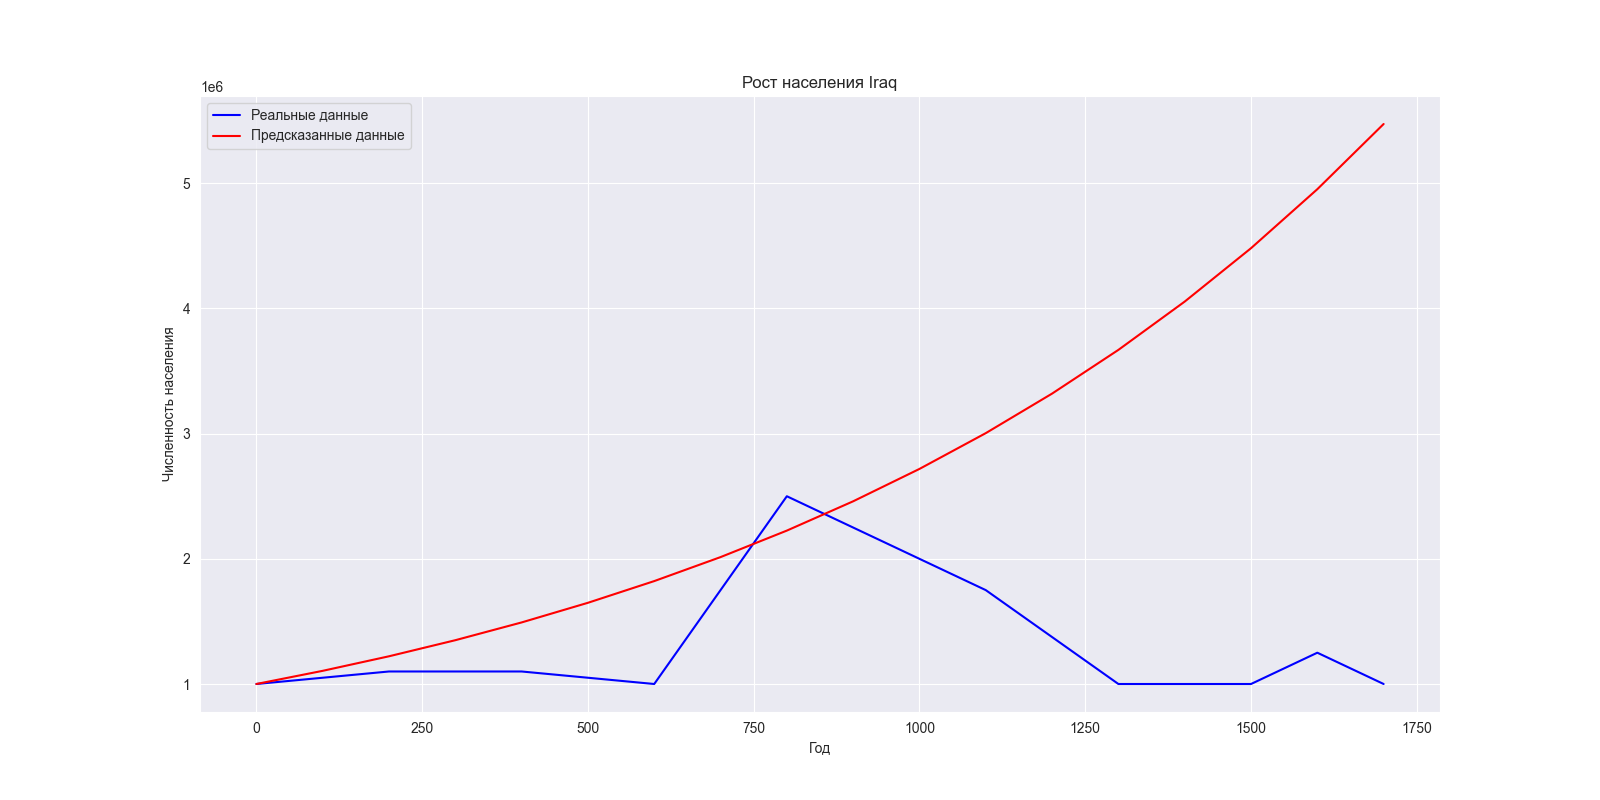 Рост населения Iraq
1e6
Реальные данные
Предсказанные данные
5
4
3
2
1
Численность населения
0 250 500 750 1000 1250 1500 1750
Год